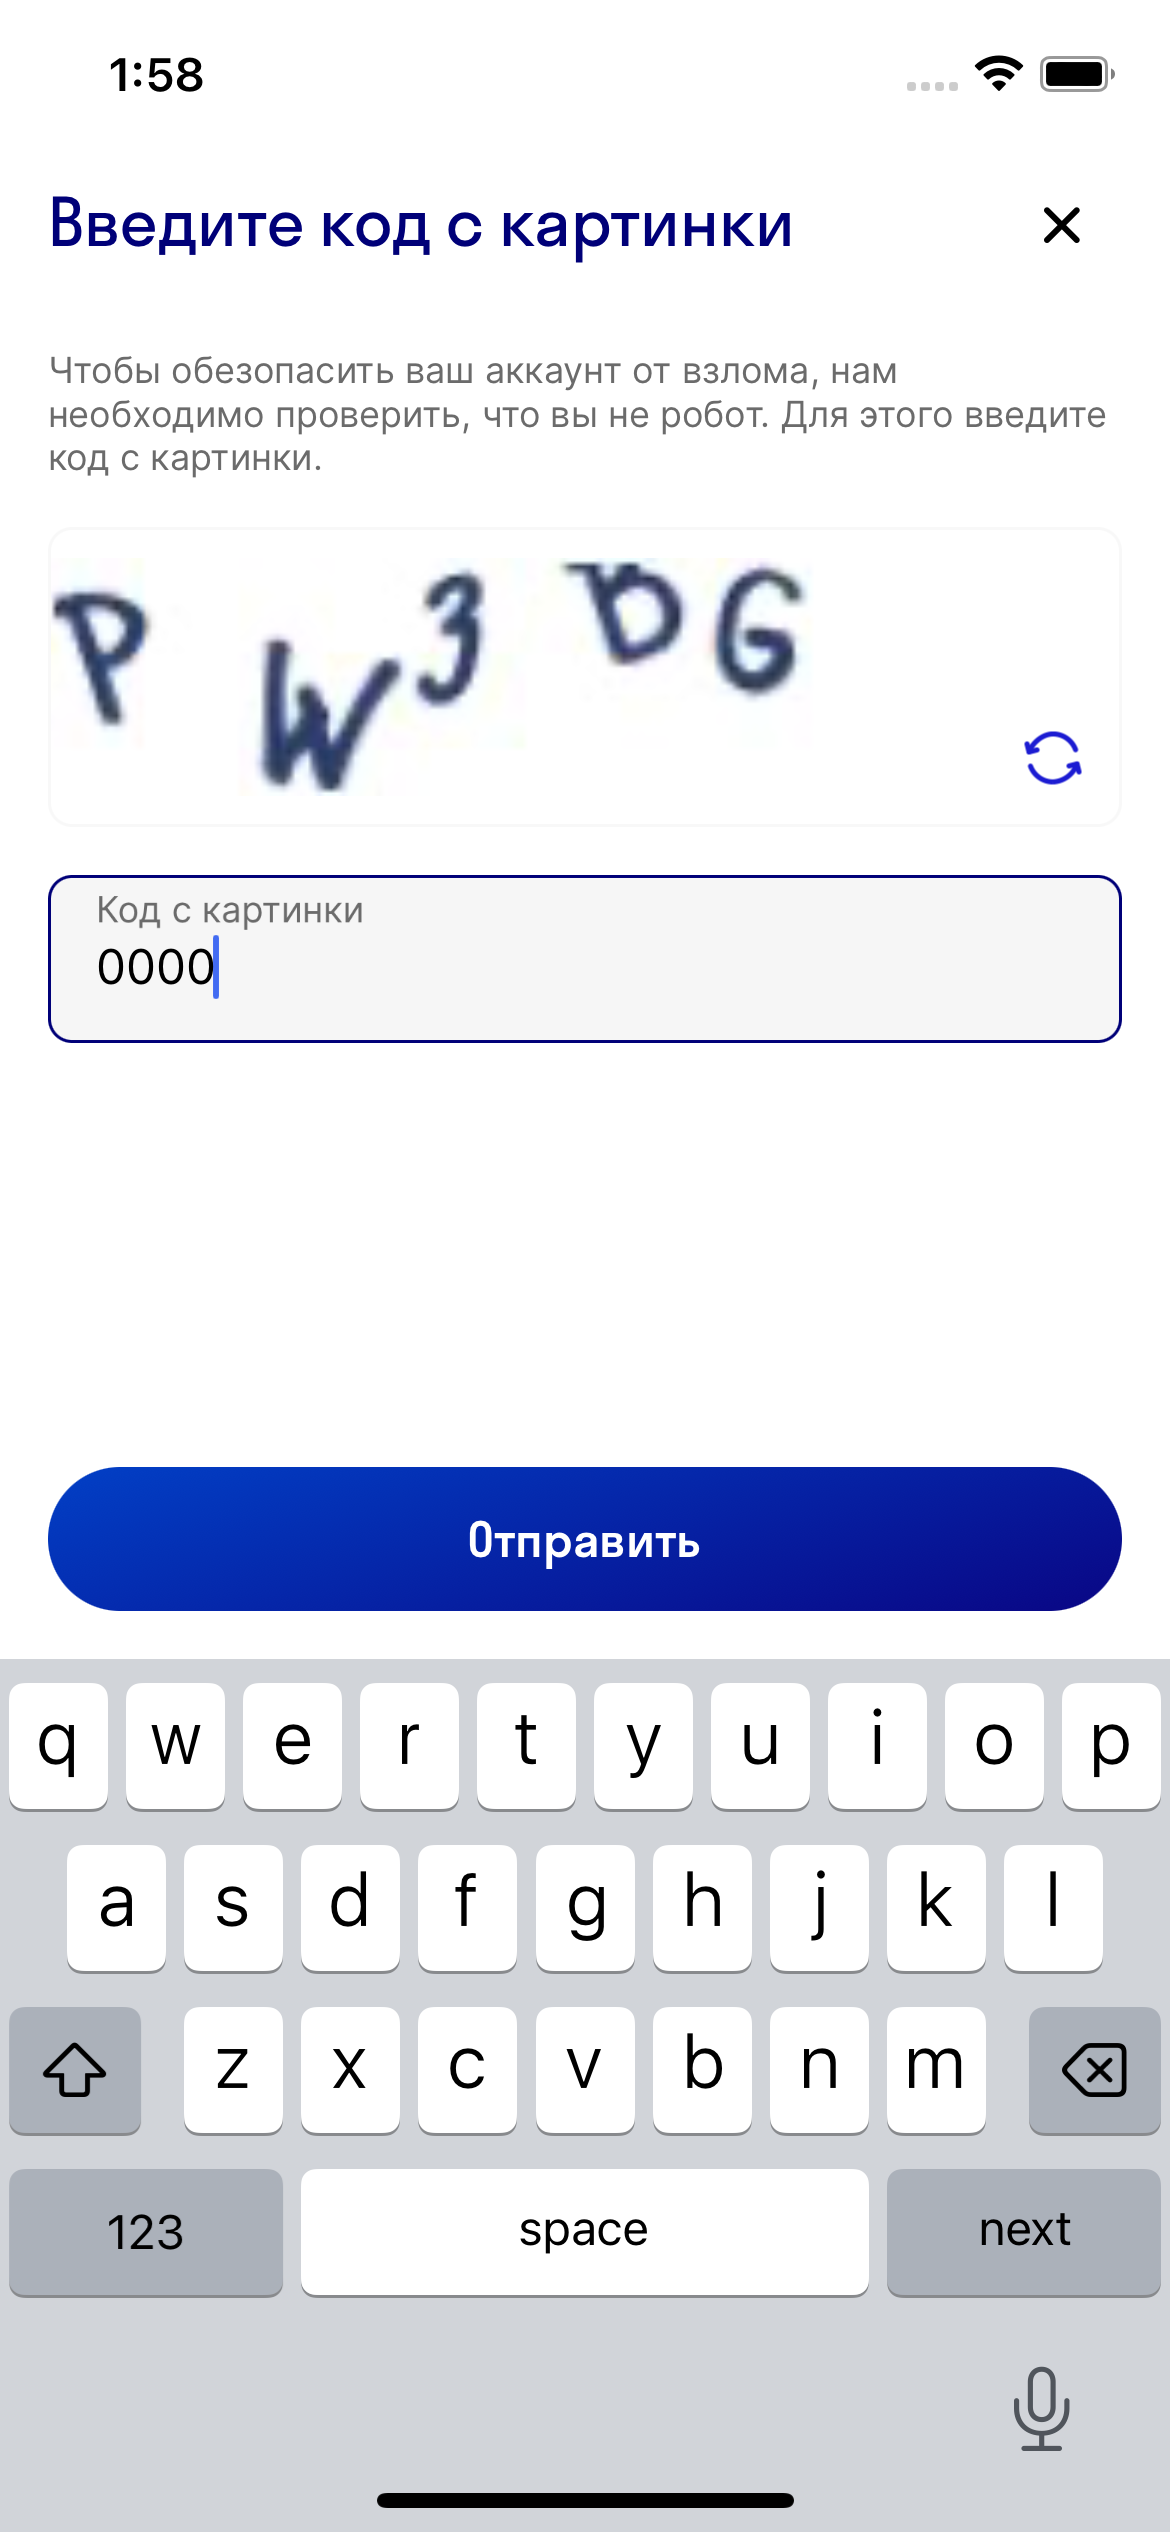 1:58
Введите код с картинки
Чтобы обезопасить ваш аккаунт от взлома, нам
необходимо проверить, что вы не робот. Для этого введите
код с картинки.
P W 3 G
Код с картинки
0000
Отправить
q w e r t y u i o p
a s d f g h j k l
z x c v b n m
123 space next